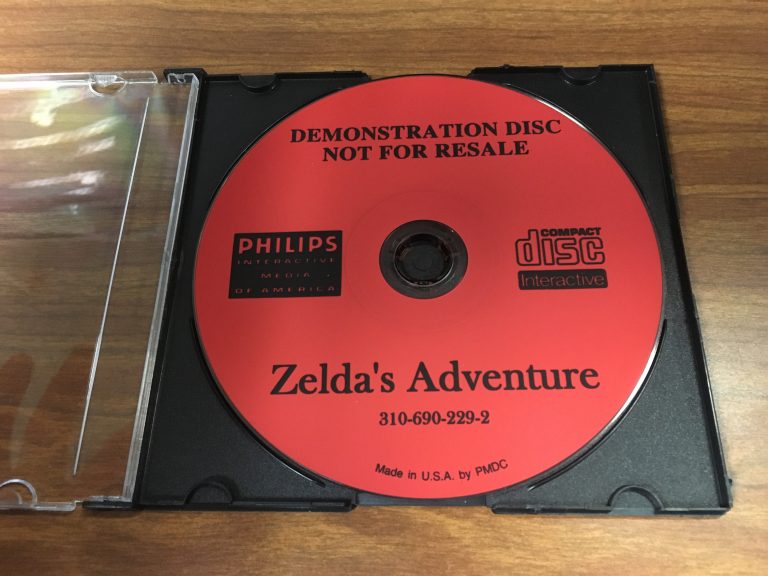 DEMONSTRATION DISC
NOT FOR RESALE
PHILIPS
INTERACTIVE
MEDIA
OF AMERICA
COMPACT
disc
Interactive
Zelda's Adventure
310-690-229-2
Made in U.S.A. by PMDC